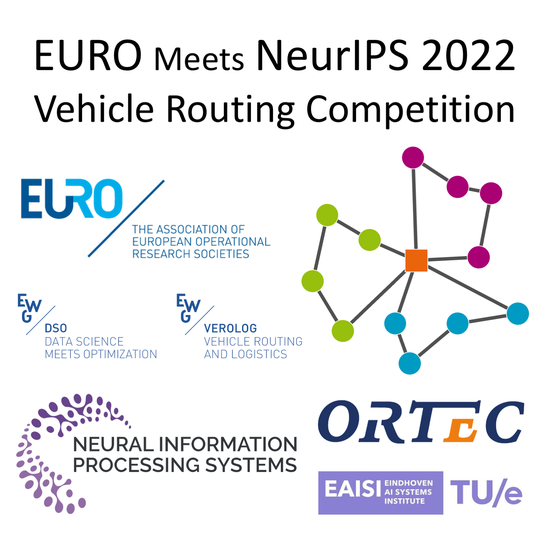 EURO Meets NeurIPS 2022
Vehicle Routing Competition
EURO
THE ASSOCIATION OF
EUROPEAN OPERATIONAL
RESEARCH SOCIETIES
EWG
DSO
DATA SCIENCE
MEETS OPTIMIZATION
EWG
VEROLOG
VEHICLE ROUTING
AND LOGISTICS
NEURAL INFORMATION
PROCESSING SYSTEMS
ORTEC
EAISI
EINDHOVEN
AI SYSTEMS
INSTITUTE
TU/e